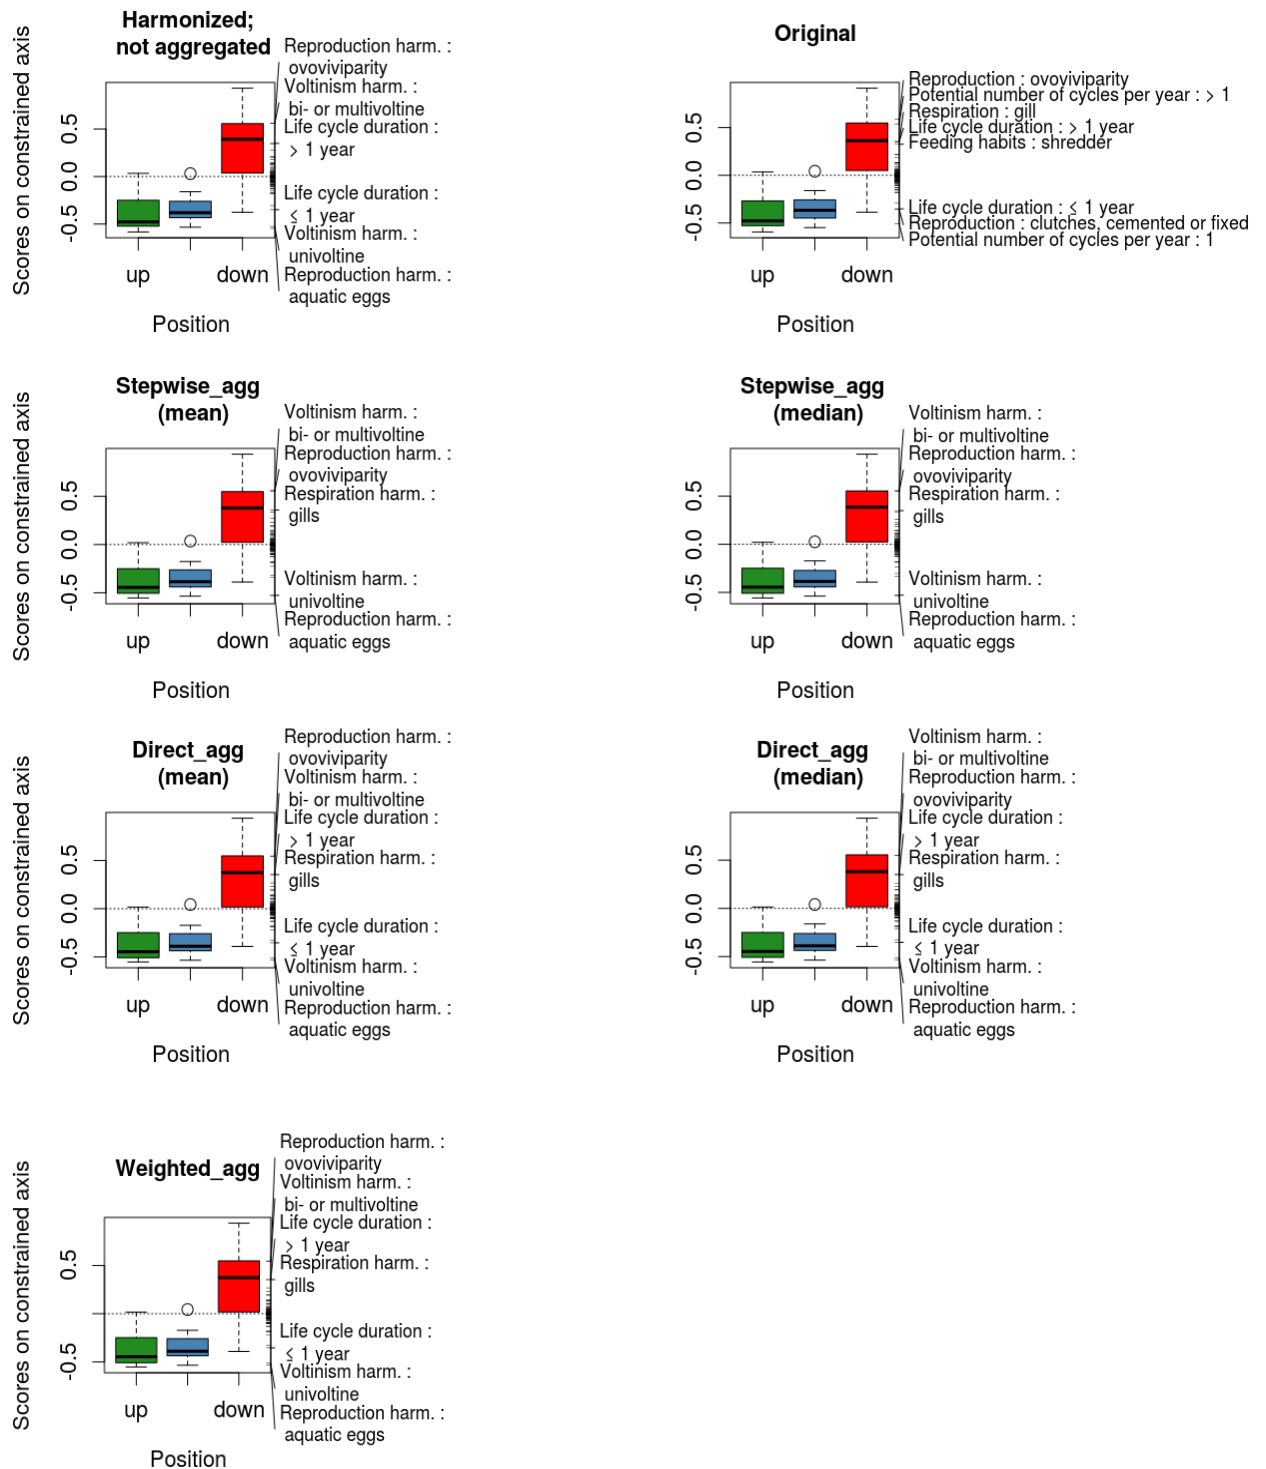 Harmonized;
not aggregated
Scores on constrained axis
0.5
0.0
-0.5
up
down
Position
Reproduction harm. :
ovoviviparity
Voltinism harm. :
bi- or multivoltine
Life cycle duration :
> 1 year
Life cycle duration :
≤ 1 year
Voltinism harm. :
univoltine
Reproduction harm. :
aquatic eggs
Original
0.5
0.0
-0.5
up
down
Position
Reproduction : ovoviviparity
Potential number of cycles per year : > 1
Respiration : gill
Life cycle duration : > 1 year
Feeding habits : shredder
Life cycle duration : ≤ 1 year
Reproduction : clutches, cemented or fixed
Potential number of cycles per year : 1
Stepwise_agg
(mean)
Scores on constrained axis
0.5
0.0
-0.5
up
down
Position
Voltinism harm. :
bi- or multivoltine
Reproduction harm. :
ovoviviparity
Respiration harm. :
gills
Voltinism harm. :
univoltine
Reproduction harm. :
aquatic eggs
Stepwise_agg
(median)
0.5
0.0
-0.5
up
down
Position
Voltinism harm. :
bi- or multivoltine
Reproduction harm. :
ovoviviparity
Respiration harm. :
gills
Voltinism harm. :
univoltine
Reproduction harm. :
aquatic eggs
Direct_agg
(mean)
Scores on constrained axis
0.5
0.0
-0.5
up
down
Position
Reproduction harm. :
ovoviviparity
Voltinism harm. :
bi- or multivoltine
Life cycle duration :
> 1 year
Respiration harm. :
gills
Life cycle duration :
≤ 1 year
Voltinism harm. :
univoltine
Reproduction harm. :
aquatic eggs
Direct_agg
(median)
0.5
0.0
-0.5
up
down
Position
Voltinism harm. :
bi- or multivoltine
Reproduction harm. :
ovoviviparity
Life cycle duration :
> 1 year
Respiration harm. :
gills
Life cycle duration :
≤ 1 year
Voltinism harm. :
univoltine
Reproduction harm. :
aquatic eggs
Weighted_agg
Scores on constrained axis
0.5
-0.5
up
down
Position
Reproduction harm. :
ovoviviparity
Voltinism harm. :
bi- or multivoltine
Life cycle duration :
> 1 year
Respiration harm. :
gills
Life cycle duration :
≤ 1 year
Voltinism harm. :
univoltine
Reproduction harm. :
aquatic eggs